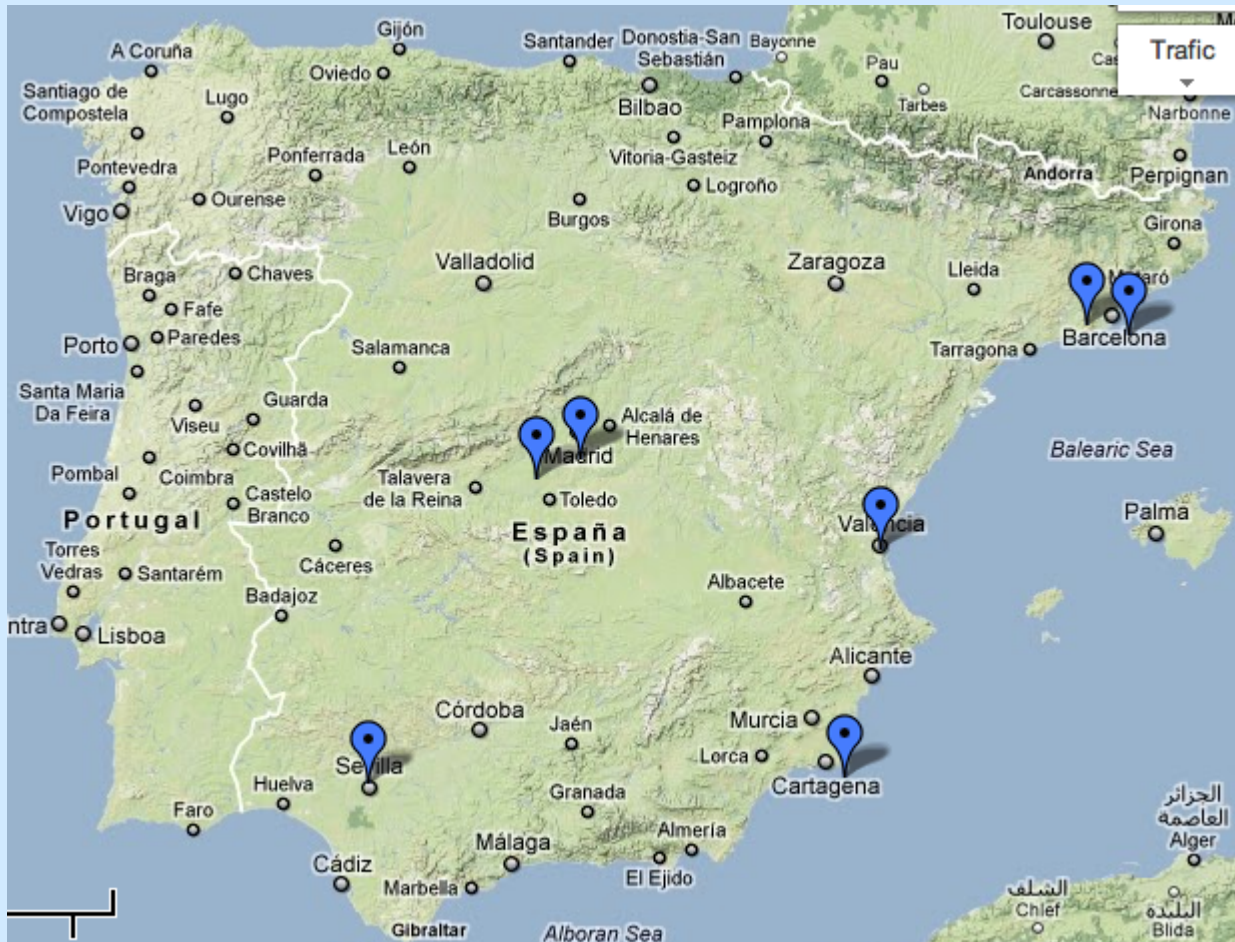 Toulouse
M
Trafic
Gijón
Santander
Donostia-San
Sebastián
Bayonne
A Coruña
Oviedo
Bilbao
Pau
Cas
Tarbes
Carcassonne
Narbonne
Santiago de
Compostela
Lugo
Pamplona
Pontevedra
Ponferrada
León
Vitoria-Gasteiz
Andorra
Perpignan
Vigo
Ourense
Burgos
Logroño
Girona
Braga
Chaves
Valladolid
Zaragoza
Lleida
Fafe
Porto
Paredes
Barcelona
Salamanca
Tarragona
Santa Maria
Da Feira
Viseu
Guarda
Alcalá de
Henares
Covilhã
Madrid
Balearic Sea
Pombal
Coimbra
Talavera
de la Reina
Castelo
Branco
Toledo
Portugal
España
(Spain)
Valencia
Palma
Torres
Vedras
Santarém
Cáceres
Badajoz
Albacete
ntra
Lisboa
Alicante
Córdoba
Jaén
Murcia
Lorca
Sevilla
Cartagena
Huelva
Granada
Faro
Almería
Málaga
Cádiz
El Ejido
Marbella
Gibraltar
Alboran Sea
الجزائر
العاصمة
Alger
الشلف
Chlef
البليدة
Blida